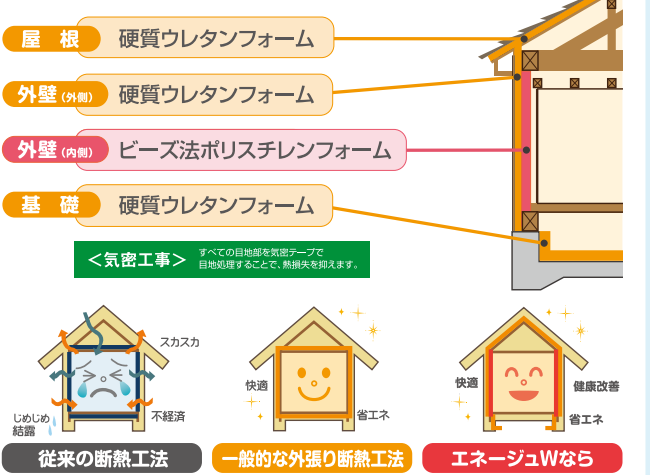 屋根 硬質ウレタンフォーム
外壁（外側） 硬質ウレタンフォーム
外壁（内側） ビーズ法ポリスチレンフォーム
基礎 硬質ウレタンフォーム
＜気密工事＞
すべての目地部を気密テープで
目地処理することで、熱損失を抑えます。
スカスカ
じめじめ
結露
不経済
従来の断熱工法
快適
省エネ
一般的な外張り断熱工法
快適
健康改善
省エネ
エネージュWなら